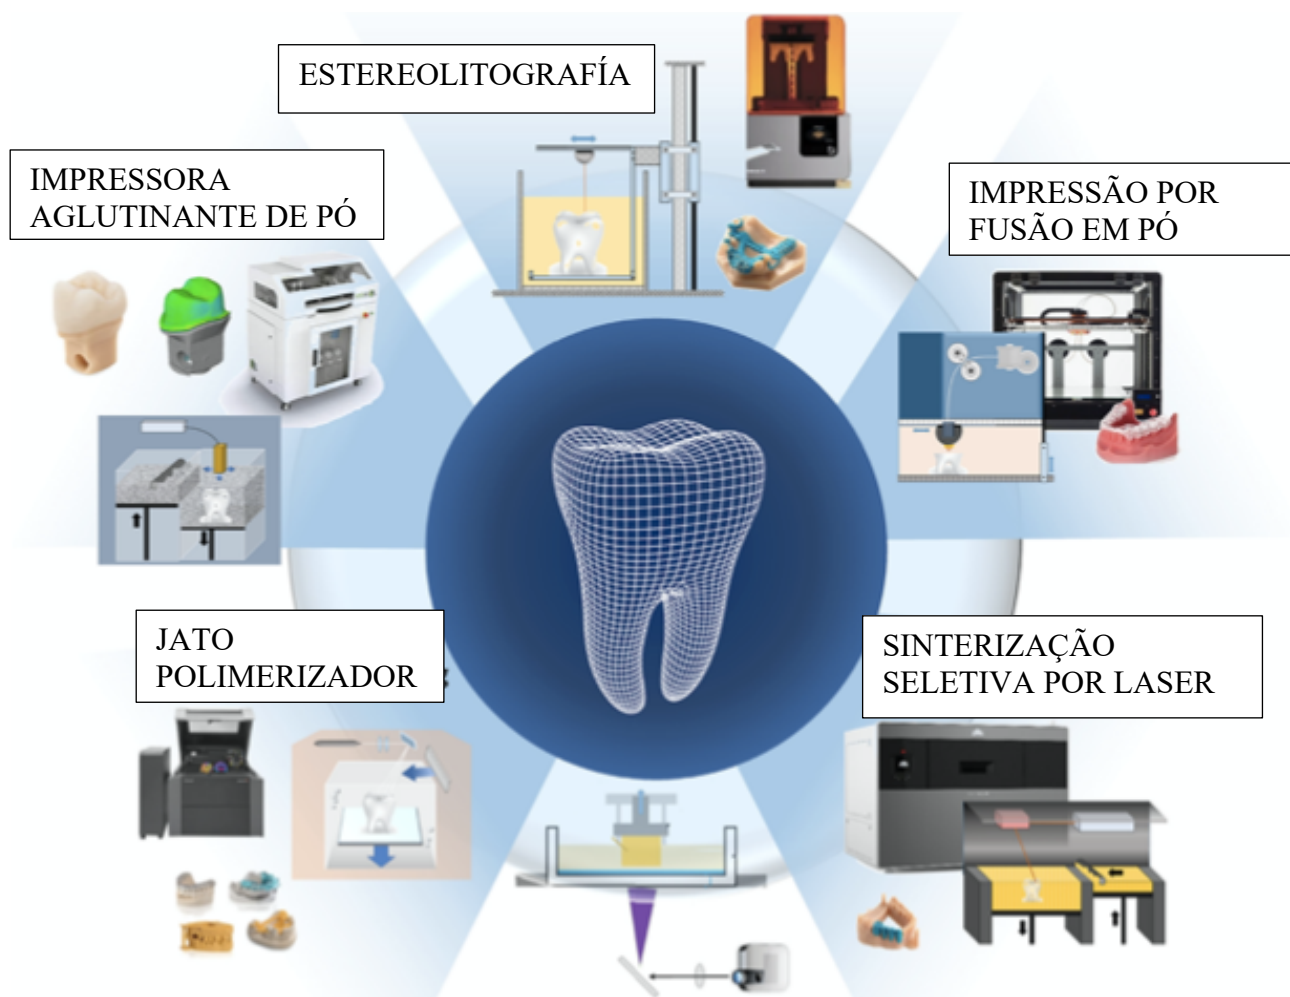 ESTEREOLITOGRAFÍA
IMPRESSORA
AGLUTINANTE DE PÓ
IMPRESSÃO POR
FUSÃO EM PÓ
JATO
POLIMERIZADOR
SINTERIZAÇÃO
SELETIVA POR LASER